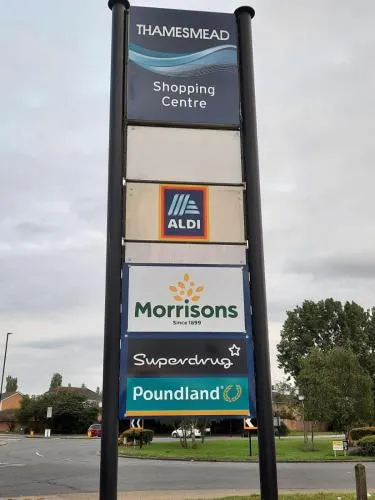 THAMESMEAD
Shopping
Centre
ALDI
Morrisons
Since 1899
Superdrug
Poundland